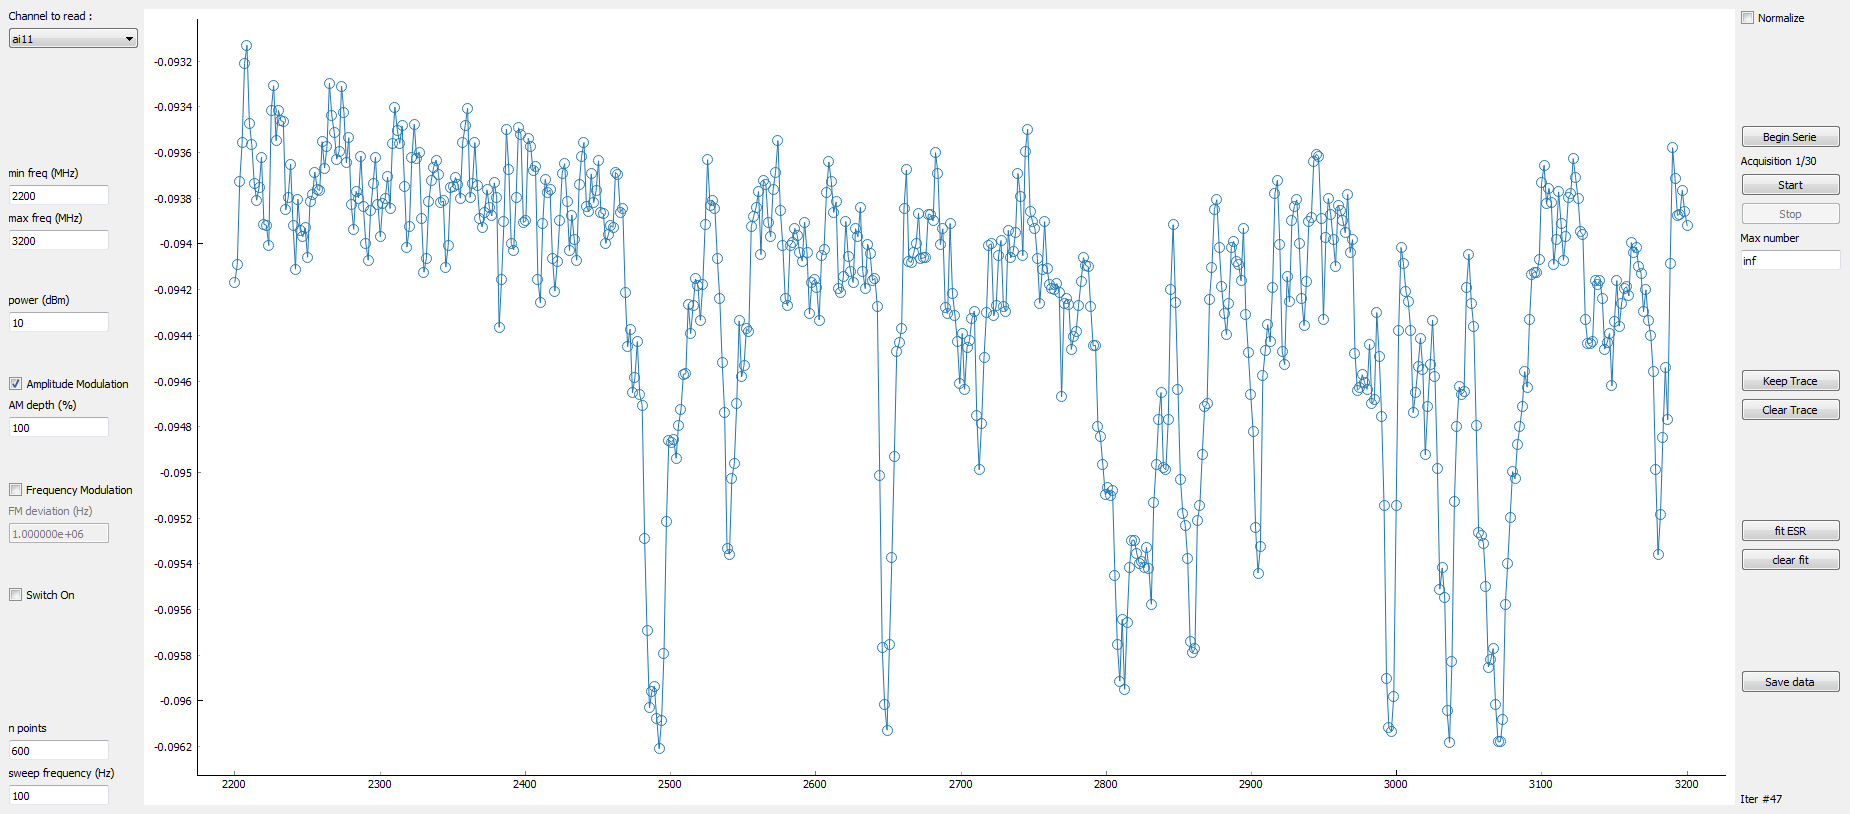 Channel to read :
ai11
min freq (MHz)
2200
max freq (MHz)
3200
power (dBm)
10
Amplitude Modulation
AM depth (%)
100
Frequency Modulation
FM deviation (Hz)
1.000000e+06
Switch On
n points
600
sweep frequency (Hz)
100
-0.0932
-0.0934
-0.0936
-0.0938
-0.094
-0.0942
-0.0944
-0.0946
-0.0948
-0.095
-0.0952
-0.0954
-0.0956
-0.0958
-0.096
-0.0962
2200 2300 2400 2500 2600 2700 2800 2900 3000 3100 3200
Normalize
Begin Serie
Acquisition 1/30
Start
Stop
Max number
inf
Keep Trace
Clear Trace
fit ESR
clear fit
Save data
Iter #47